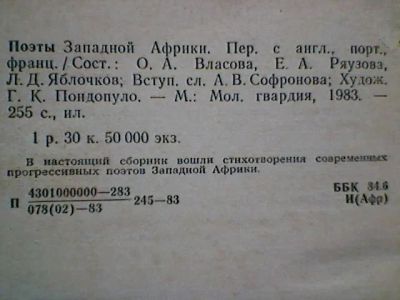 Поэты Западной Африки. Пер. с англ., порт.,
франц./Сост.: О. А. Власова, Е. А. Ряузова,
Л. Д. Яблочков; Вступ. сл. А. В. Софронова; Худож.
Г. К. Пондопуло. — М.: Мол. гвардия, 1983. —
255 с., ил.
1 р. 30 к. 50 000 экз.
В настоящий сборник вошли стихотворения современных
прогрессивных поэтов Западной Африки.
П 4301000000—283
078(02)—83 245—83
ББК 84.6
И(Афр)